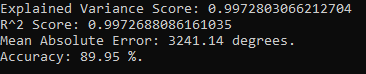 Explained Variance Score: 0.9972803066212704
R^2 Score: 0.9972688086161035
Mean Absolute Error: 3241.14 degrees.
Accuracy: 89.95 %.